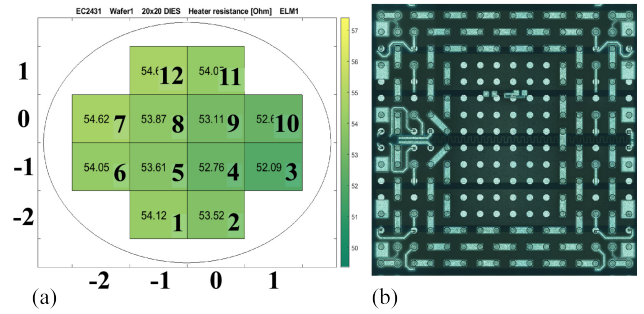 EC2431 Wafer1 20x20 DIES Heater resistance [Ohm] ELM1
57
1 12 54.07 11 56
55
0 54.62 7 53.87 8 53.11 9 10 54
53
-1 54.05 6 53.61 5 52.76 4 52.09 3 52
51
-2 54.12 1 53.52 2 50
-2 -1 0 1
(a) (b)